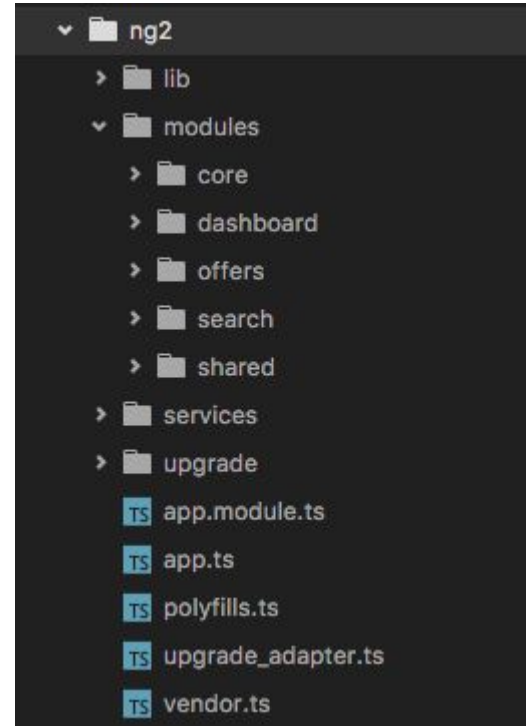 ng2
lib
modules
core
dashboard
offers
search
shared
services
upgrade
TS app.module.ts
TS app.ts
TS polyfills.ts
TS upgrade_adapter.ts
TS vendor.ts